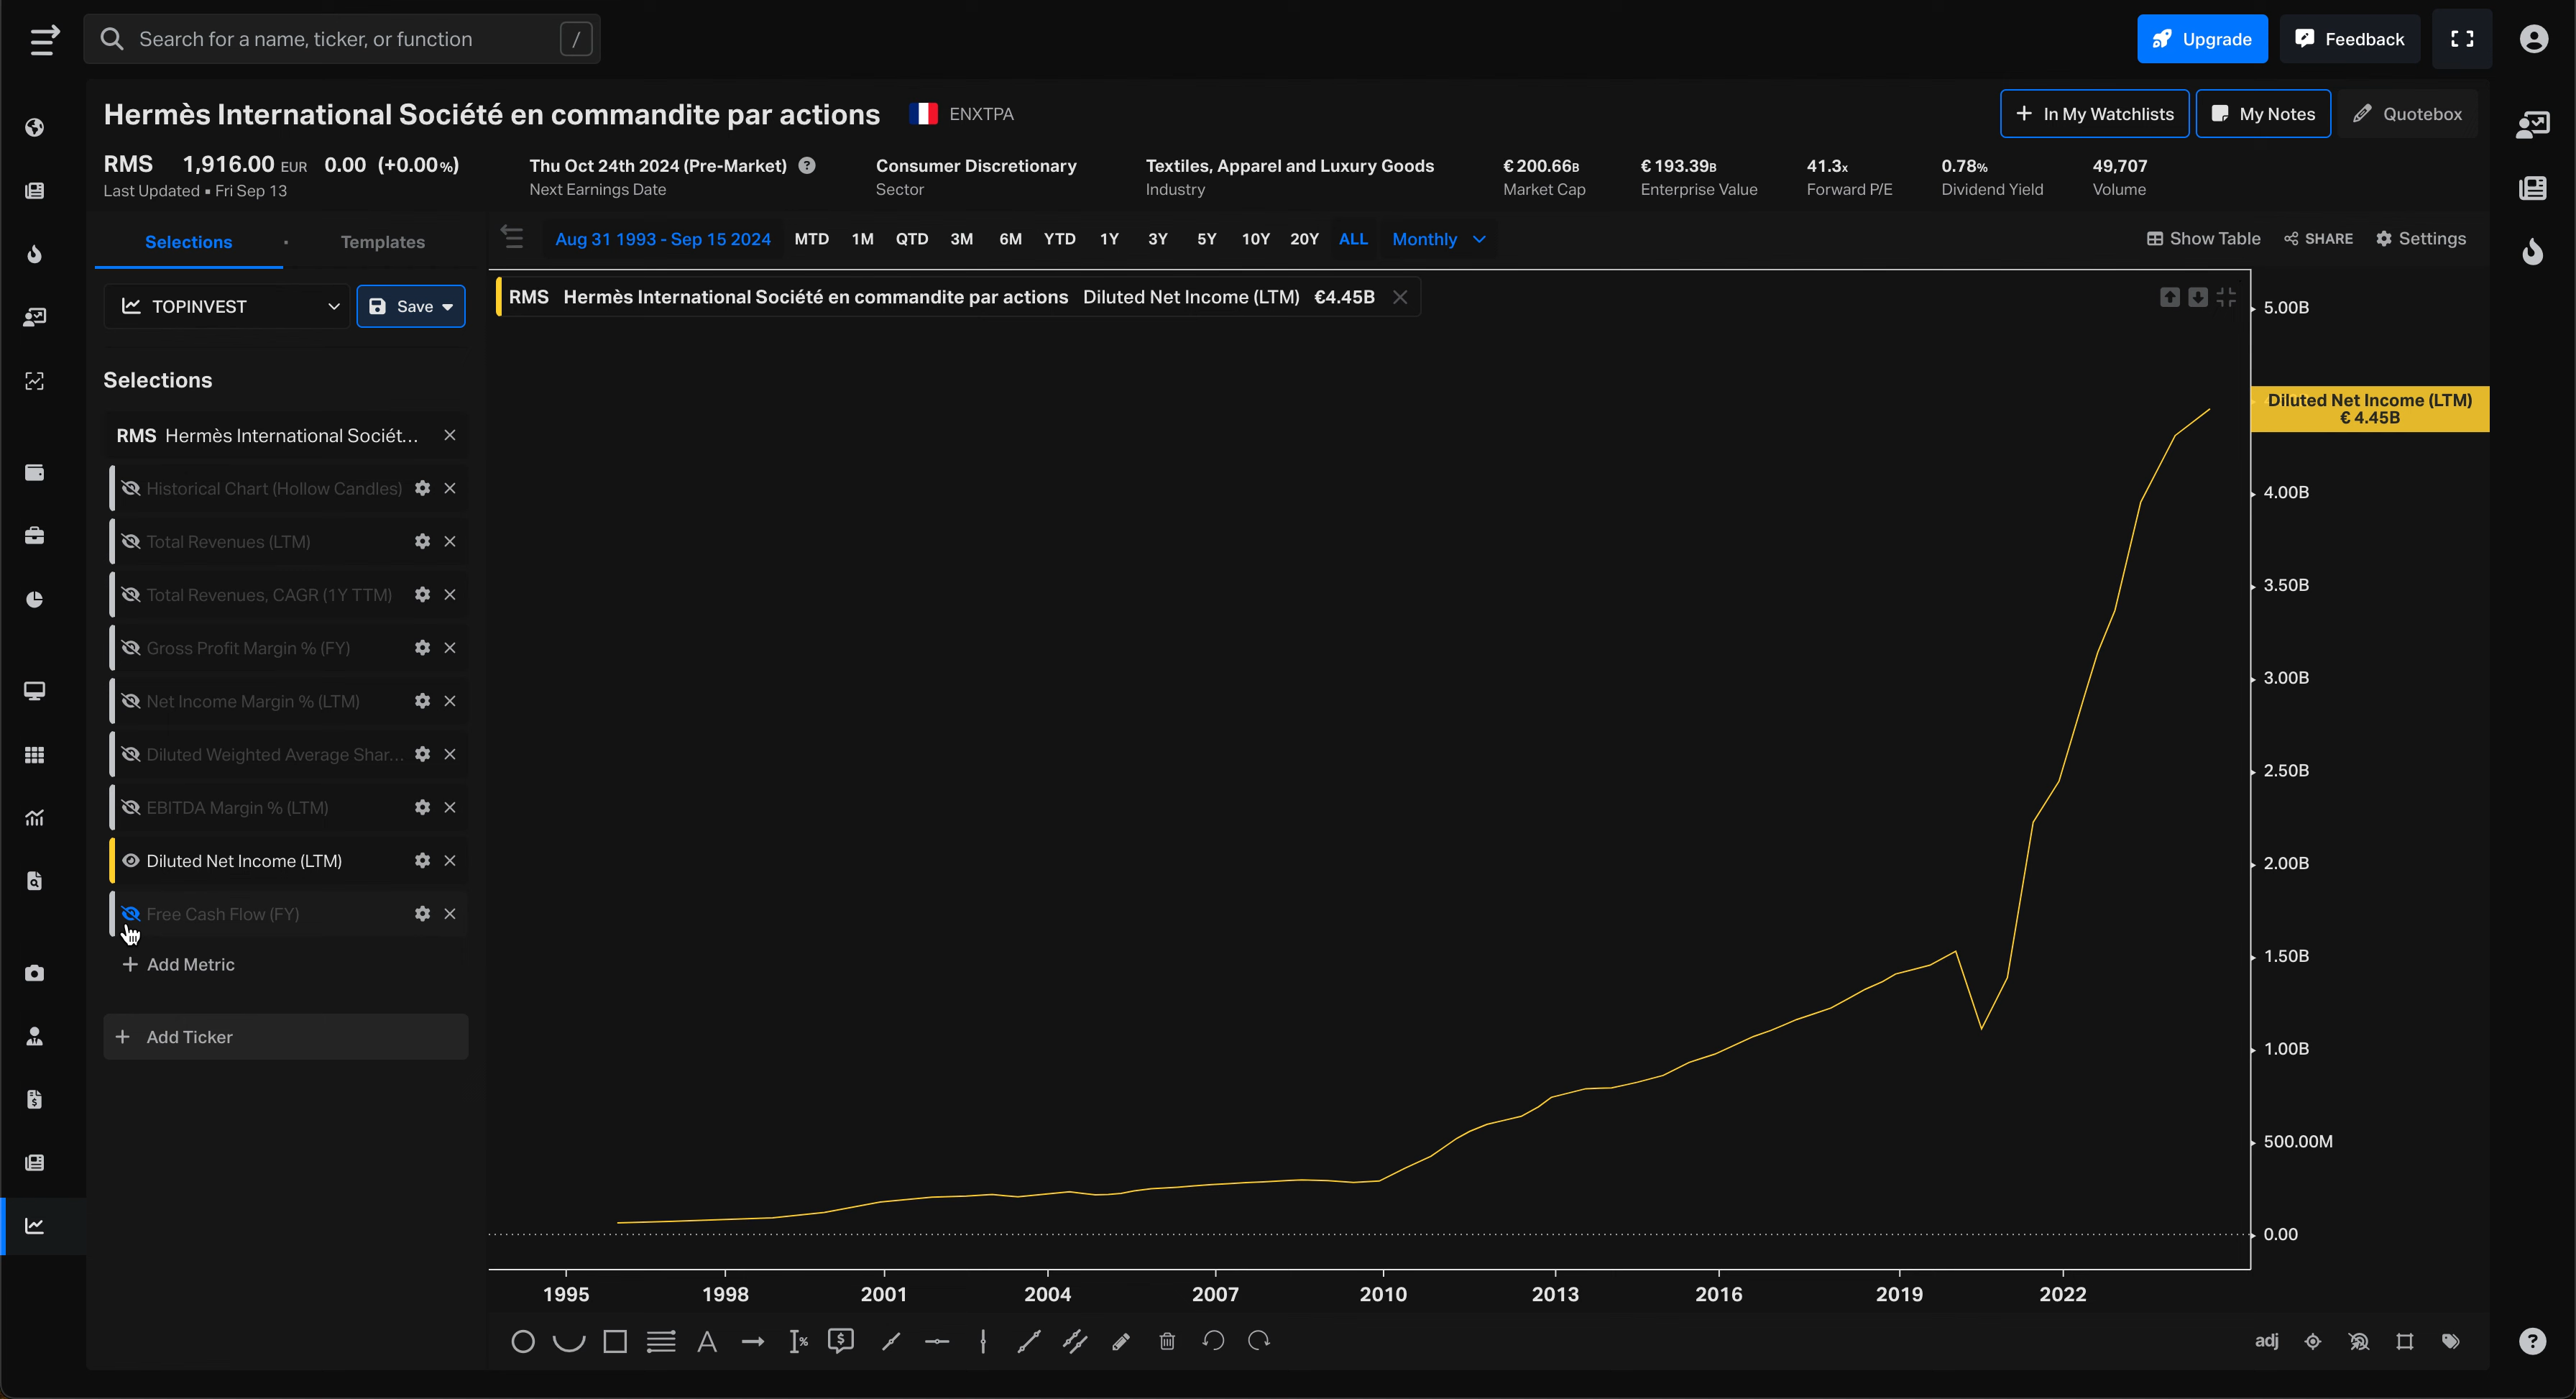 Search for a name, ticker, or function /
Upgrade
Feedback
Hermès International Société en commandite par actions ENXTPA
In My Watchlists
My Notes
Quotebox
RMS 1,916.00 EUR 0.00 (+0.00%)
Last Updated ▪ Fri Sep 13
Thu Oct 24th 2024 (Pre-Market) ?
Next Earnings Date
Consumer Discretionary
Sector
Textiles, Apparel and Luxury Goods
Industry
€200.66B
Market Cap
€193.39B
Enterprise Value
41.3x
Forward P/E
0.78%
Dividend Yield
49,707
Volume
Selections · Templates
Aug 31 1993 - Sep 15 2024 MTD 1M QTD 3M 6M YTD 1Y 3Y 5Y 10Y 20Y ALL Monthly
Show Table SHARE Settings
TOPINVEST Save
Selections
RMS Hermès International Sociét...
Historical Chart (Hollow Candles)
Total Revenues (LTM)
Total Revenues, CAGR (1Y TTM)
Gross Profit Margin % (FY)
Net Income Margin % (LTM)
Diluted Weighted Average Shar...
EBITDA Margin % (LTM)
Diluted Net Income (LTM)
Free Cash Flow (FY)
+ Add Metric
+ Add Ticker
RMS Hermès International Société en commandite par actions Diluted Net Income (LTM) €4.45B
5.00B
Diluted Net Income (LTM)
€ 4.45B
4.00B
3.50B
3.00B
2.50B
2.00B
1.50B
1.00B
500.00M
0.00
1995 1998 2001 2004 2007 2010 2013 2016 2019 2022
adj
?